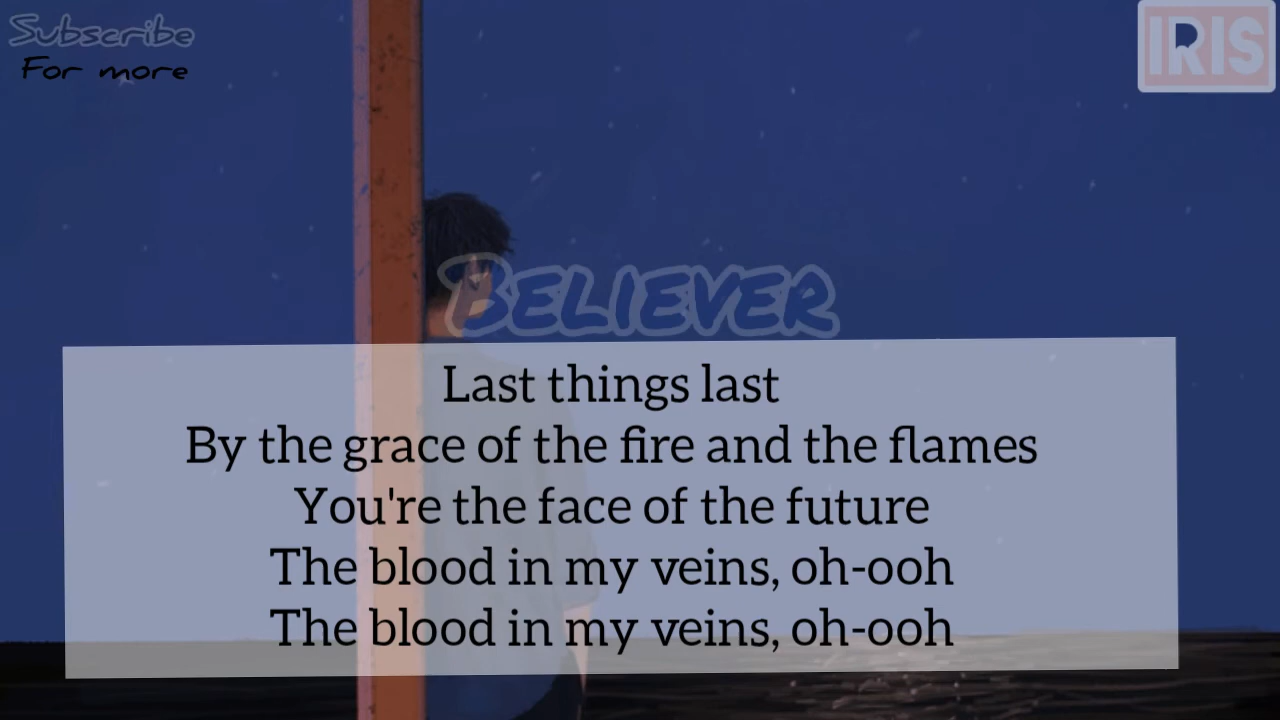 Subscribe
For more
IRIS
BELIEVER
Last things last
By the grace of the fire and the flames
You're the face of the future
The blood in my veins, oh-ooh
The blood in my veins, oh-ooh